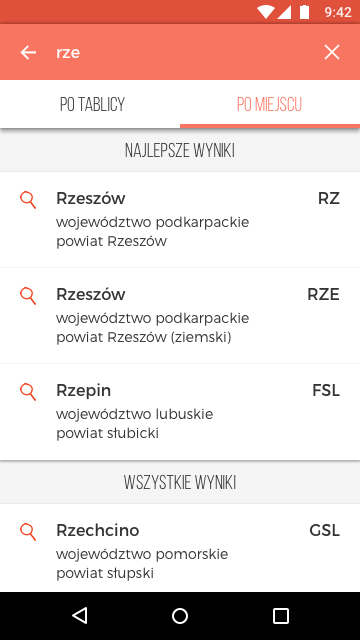 9:42
rze
PO TABLICY
PO MIEJSCU
NAJLEPSZE WYNIKI
Rzeszów RZ
województwo podkarpackie
powiat Rzeszów
Rzeszów RZE
województwo podkarpackie
powiat Rzeszów (ziemski)
Rzepin FSL
województwo lubuskie
powiat słubicki
WSZYSTKIE WYNIKI
Rzechcino GSL
województwo pomorskie
powiat słupski